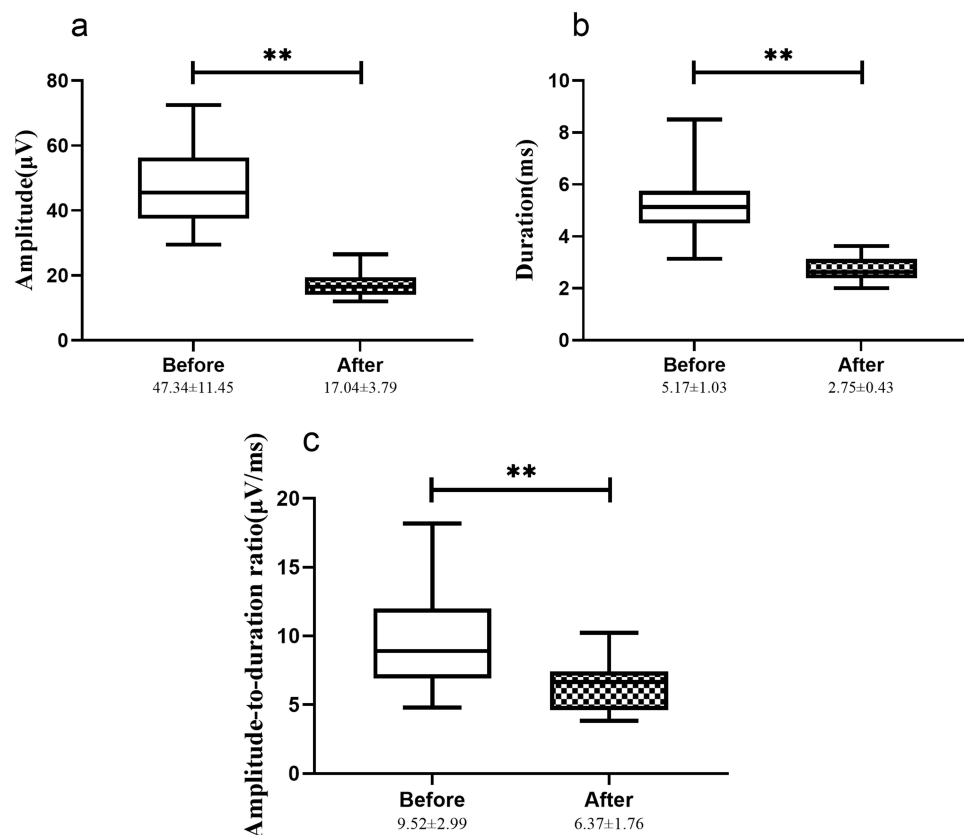 a
**
Amplitude(μV)
80
60
40
20
0
Before
After
47.34±11.45
17.04±3.79
b
**
Duration(ms)
10
8
6
4
2
0
Before
After
5.17±1.03
2.75±0.43
c
**
Amplitude-to-duration ratio(μV/ms)
20
15
10
5
0
Before
After
9.52±2.99
6.37±1.76